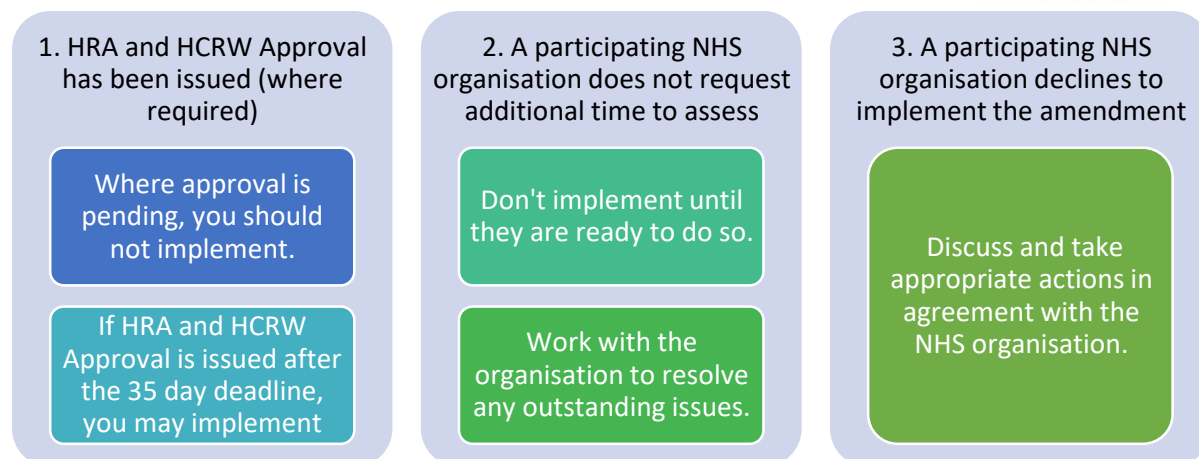 1. HRA and HCRW Approval
has been issued (where
required)
Where approval is
pending, you should
not implement.
If HRA and HCRW
Approval is issued after
the 35 day deadline,
you may implement
2. A participating NHS
organisation does not request
additional time to assess
Don't implement until
they are ready to do so.
Work with the
organisation to resolve
any outstanding issues.
3. A participating NHS
organisation declines to
implement the amendment
Discuss and take
appropriate actions in
agreement with the
NHS organisation.